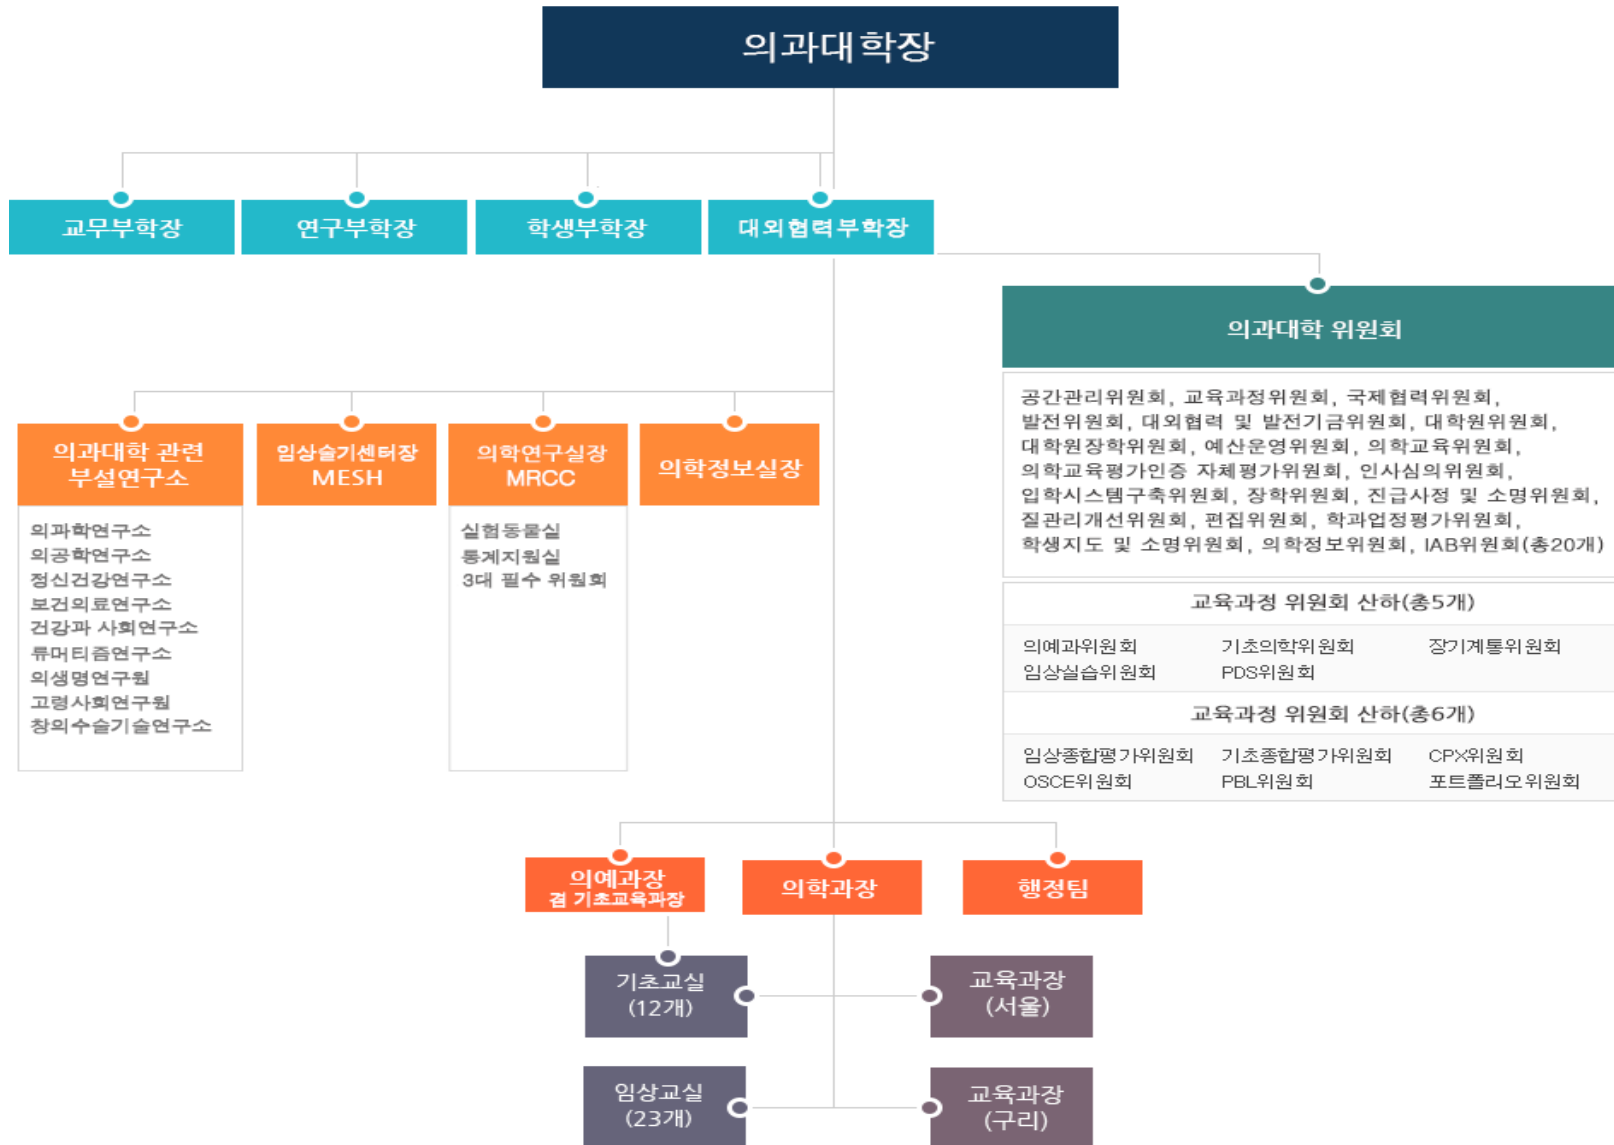 의과대학장
교무부학장
연구부학장
학생부학장
대외협력부학장
의과대학 위원회
공간관리위원회, 교육과정위원회, 국제협력위원회,
발전위원회, 대외협력 및 발전기금위원회, 대학원위원회,
대학원장학위원회, 예산운영위원회, 의학교육위원회,
의학교육평가인증 자체평가위원회, 인사심의위원회,
입학시스템구축위원회, 장학위원회, 진급사정 및 소명위원회,
질관리개선위원회, 편집위원회, 학과업정평가위원회,
학생지도 및 소명위원회, 의학정보위원회, IAB위원회(총20개)
교육과정 위원회 산하(총5개)
의예과위원회 기초의학위원회 장기계통위원회
임상실습위원회 PDS위원회
교육과정 위원회 산하(총6개)
임상종합평가위원회 기초종합평가위원회 CPX위원회
OSCE위원회 PBL위원회 포트폴리오위원회
의과대학 관련
부설연구소
의과학연구소
의공학연구소
정신건강연구소
보건의료연구소
건강과 사회연구소
류머티즘연구소
의생명연구원
고령사회연구원
창의수술기술연구소
임상술기센터장
MESH
의학연구실장
MRCC
실험동물실
통계지원실
3대 필수 위원회
의학정보실장
의예과장
겸 기초교육과장
의학과장
행정팀
기초교실
(12개)
교육과장
(서울)
임상교실
(23개)
교육과장
(구리)